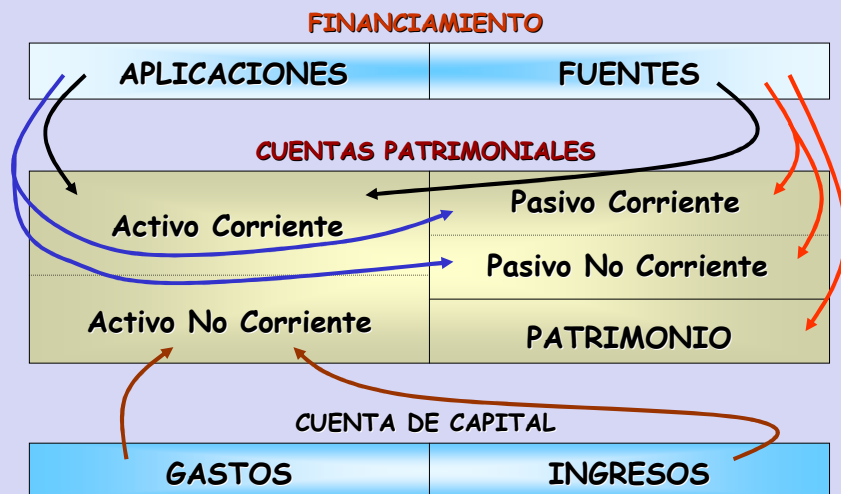 FINANCIAMIENTO
APLICACIONES
FUENTES
CUENTAS PATRIMONIALES
Activo Corriente
Pasivo Corriente
Pasivo No Corriente
Activo No Corriente
PATRIMONIO
CUENTA DE CAPITAL
GASTOS
INGRESOS